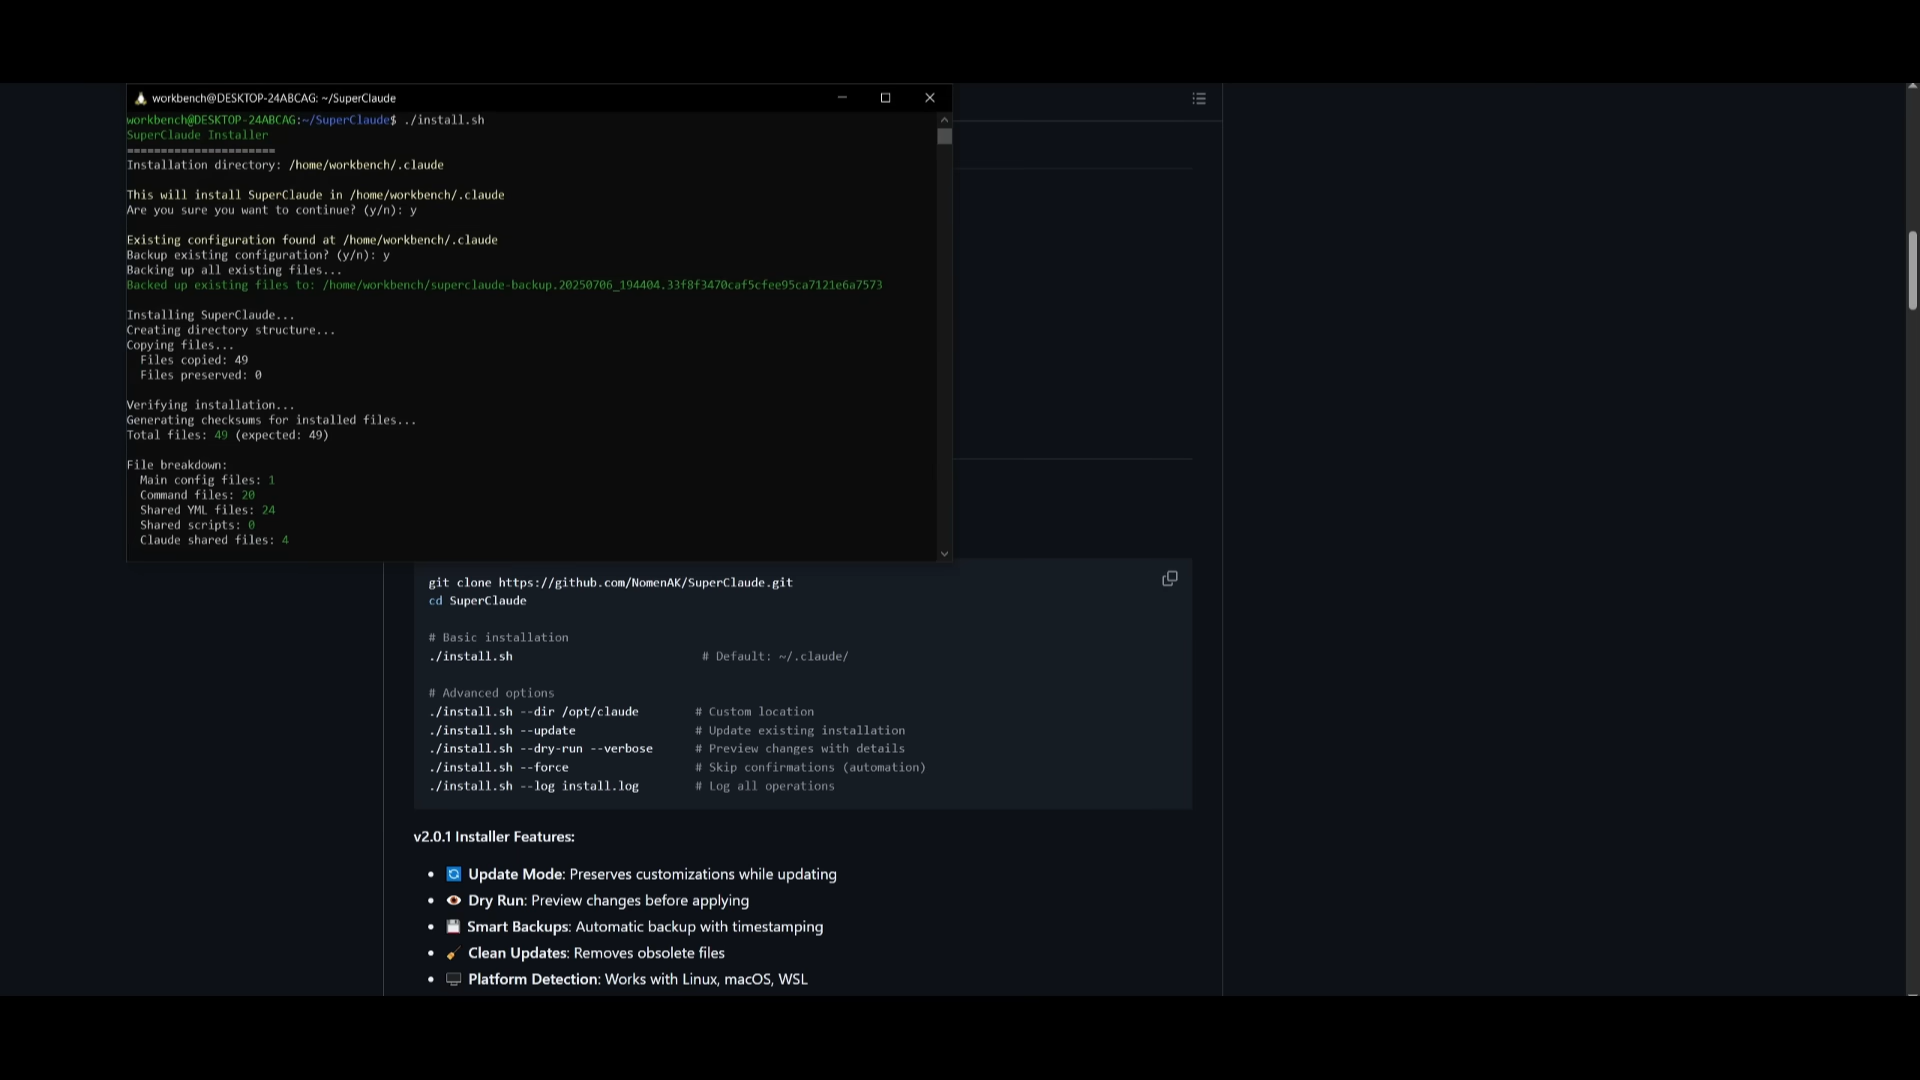 workbench@DESKTOP-24ABCAG: ~/SuperClaude
workbench@DESKTOP-24ABCAG:~/SuperClaude$ ./install.sh
SuperClaude Installer
======================
Installation directory: /home/workbench/.claude
This will install SuperClaude in /home/workbench/.claude
Are you sure you want to continue? (y/n): y
Existing configuration found at /home/workbench/.claude
Backup existing configuration? (y/n): y
Backing up all existing files...
Backed up existing files to: /home/workbench/superclaude-backup.20250706_194404.33f8f3470caf5cfee95ca7121e6a7573
Installing SuperClaude...
Creating directory structure...
Copying files...
Files copied: 49
Files preserved: 0
Verifying installation...
Generating checksums for installed files...
Total files: 49 (expected: 49)
File breakdown:
Main config files: 1
Command files: 20
Shared YML files: 24
Shared scripts: 0
Claude shared files: 4
git clone https://github.com/NomenAK/SuperClaude.git
cd SuperClaude
# Basic installation
./install.sh # Default: ~/.claude/
# Advanced options
./install.sh --dir /opt/claude # Custom location
./install.sh --update # Update existing installation
./install.sh --dry-run --verbose # Preview changes with details
./install.sh --force # Skip confirmations (automation)
./install.sh --log install.log # Log all operations
v2.0.1 Installer Features:
• 🔄 Update Mode: Preserves customizations while updating
• 👁️ Dry Run: Preview changes before applying
• 💾 Smart Backups: Automatic backup with timestamping
• 🧹 Clean Updates: Removes obsolete files
• 🖥️ Platform Detection: Works with Linux, macOS, WSL